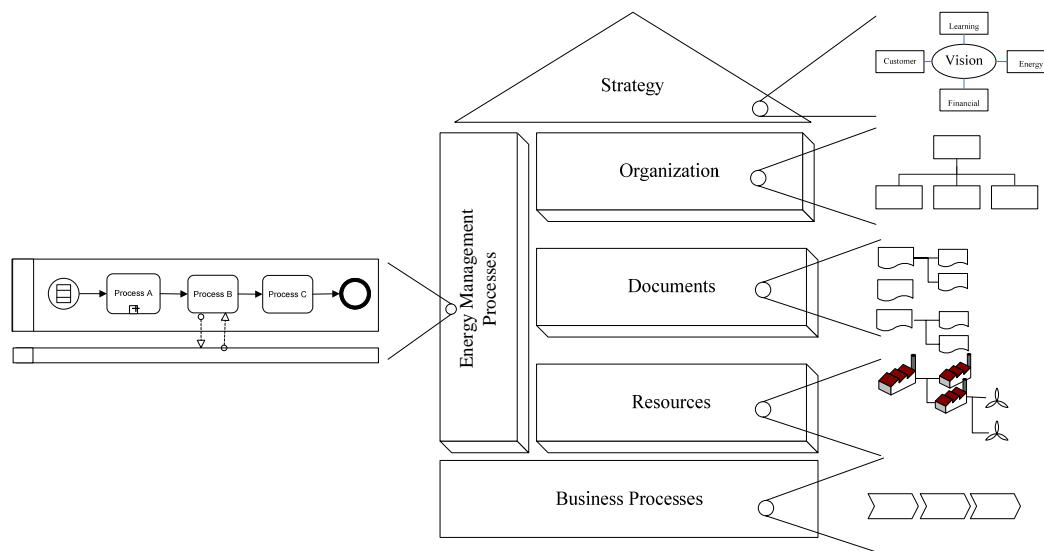 Learning
Customer
Vision
Energy
Financial
Strategy
Organization
Energy Management
Processes
Documents
Process A
Process B
Process C
Resources
Business Processes